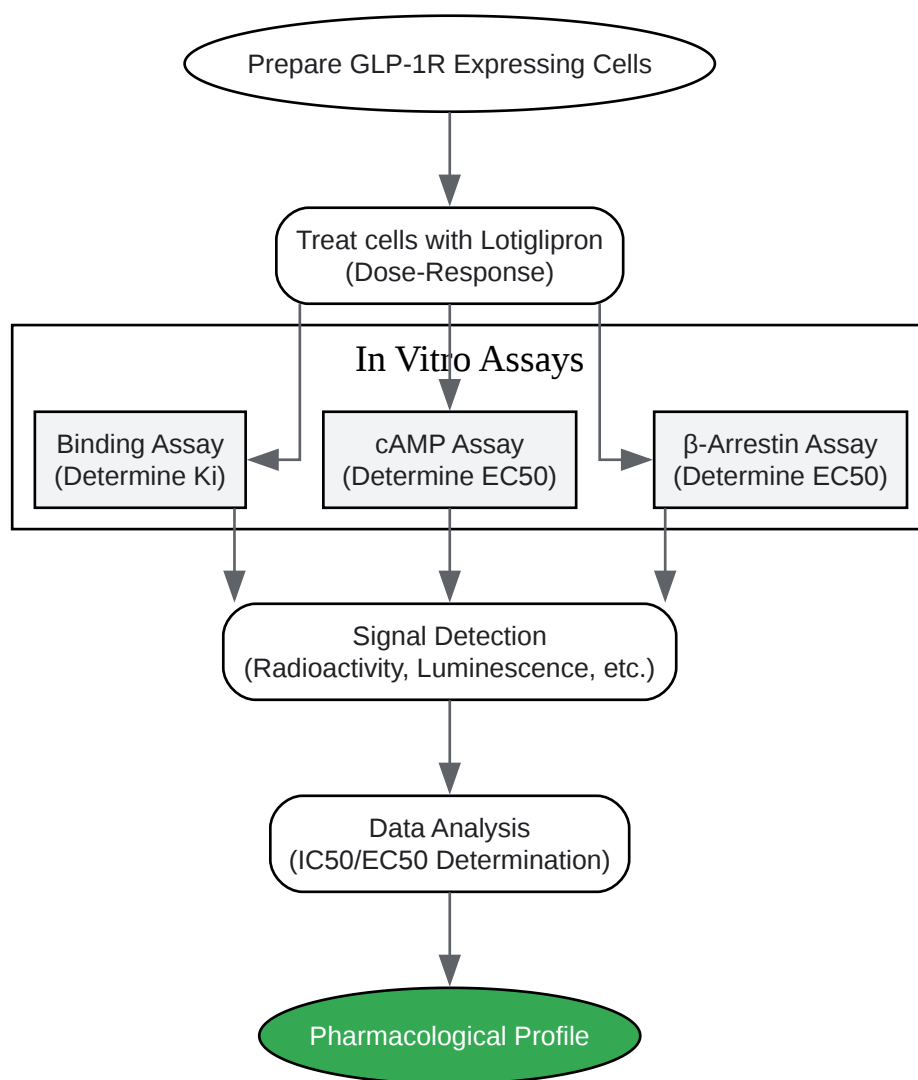 Prepare GLP-1R Expressing Cells
Treat cells with Lotiglipron
(Dose-Response)
In Vitro Assays
Binding Assay
(Determine Ki)
cAMP Assay
(Determine EC50)
β-Arrestin Assay
(Determine EC50)
Signal Detection
(Radioactivity, Luminescence, etc.)
Data Analysis
(IC50/EC50 Determination)
Pharmacological Profile